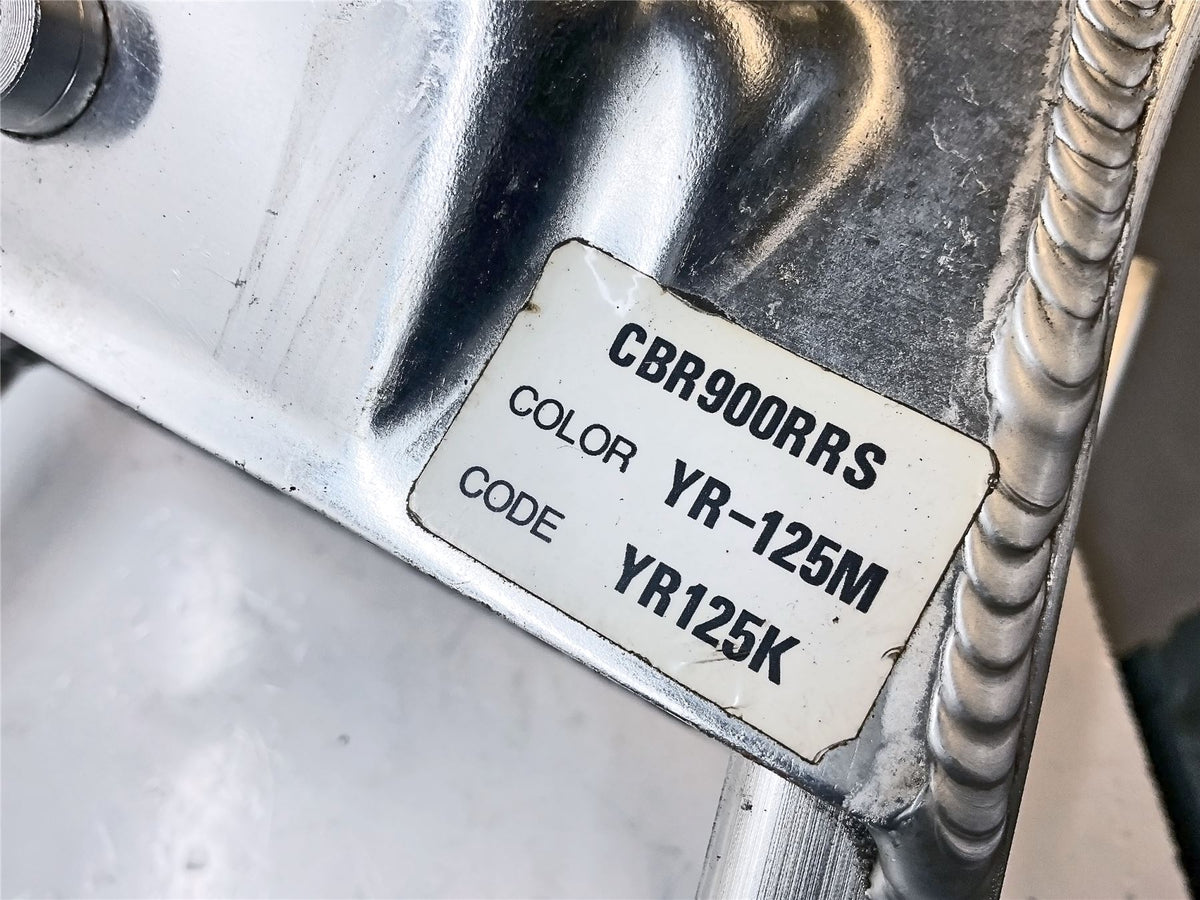 CBR900RRS
COLOR YR-125M
CODE YR125K